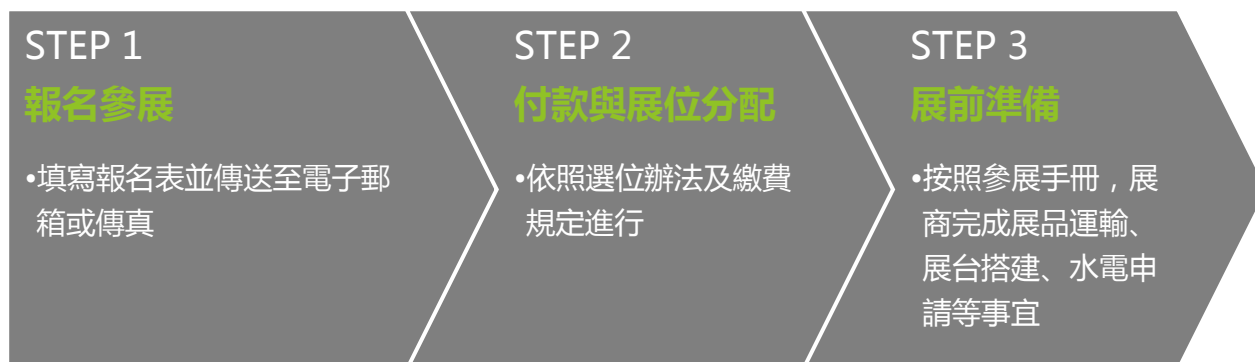 STEP 1
報名參展
•填寫報名表並傳送至電子郵
箱或傳真
STEP 2
付款與展位分配
•依照選位辦法及繳費
規定進行
STEP 3
展前準備
•按照參展手冊，展
商完成展品運輸、
展台搭建、水電申
請等事宜